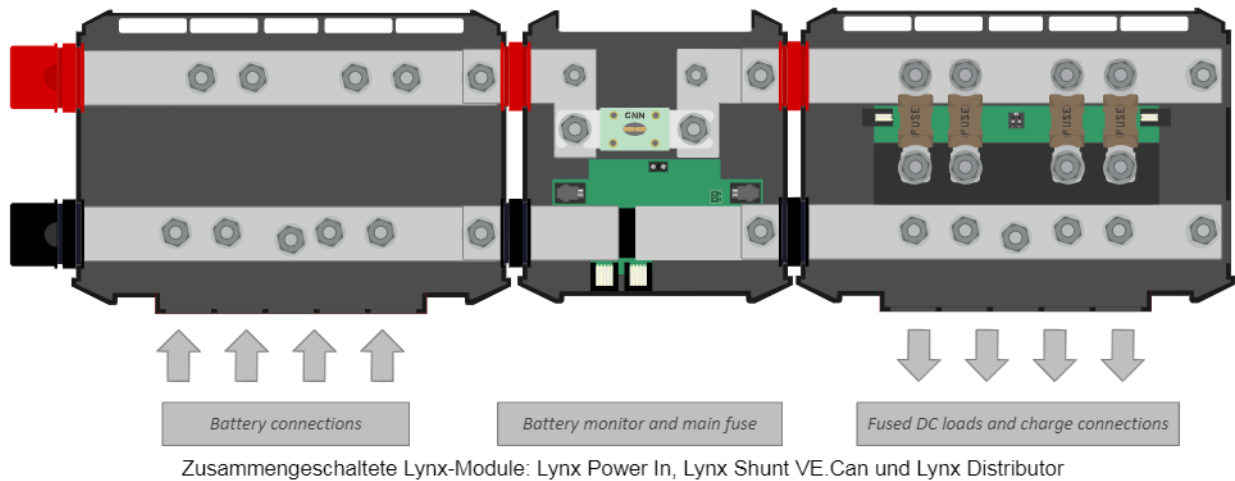 CNN
FUSE
FUSE
FUSE
FUSE
Battery connections
Battery monitor and main fuse
Fused DC loads and charge connections
Zusammengeschaltete Lynx-Module: Lynx Power In, Lynx Shunt VE.Can und Lynx Distributor